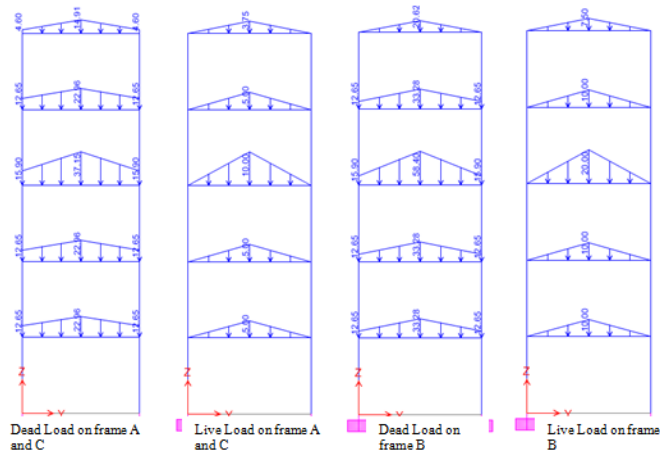 4.60 14.91 4.60
12.65 22.96 12.65
15.90 37.15 15.90
12.65 22.96 12.65
12.65 22.96 12.65
Z
Y
Dead Load on frame A
and C
3.75
5.00
10.00
5.00
5.00
Z
Y
Live Load on frame A
and C
20.62
12.65 33.28 12.65
15.90 58.40 15.90
12.65 33.28 12.65
12.65 33.28 12.65
Z
Y
Dead Load on
frame B
7.50
10.00
20.00
10.00
10.00
Z
Y
Live Load on frame
B